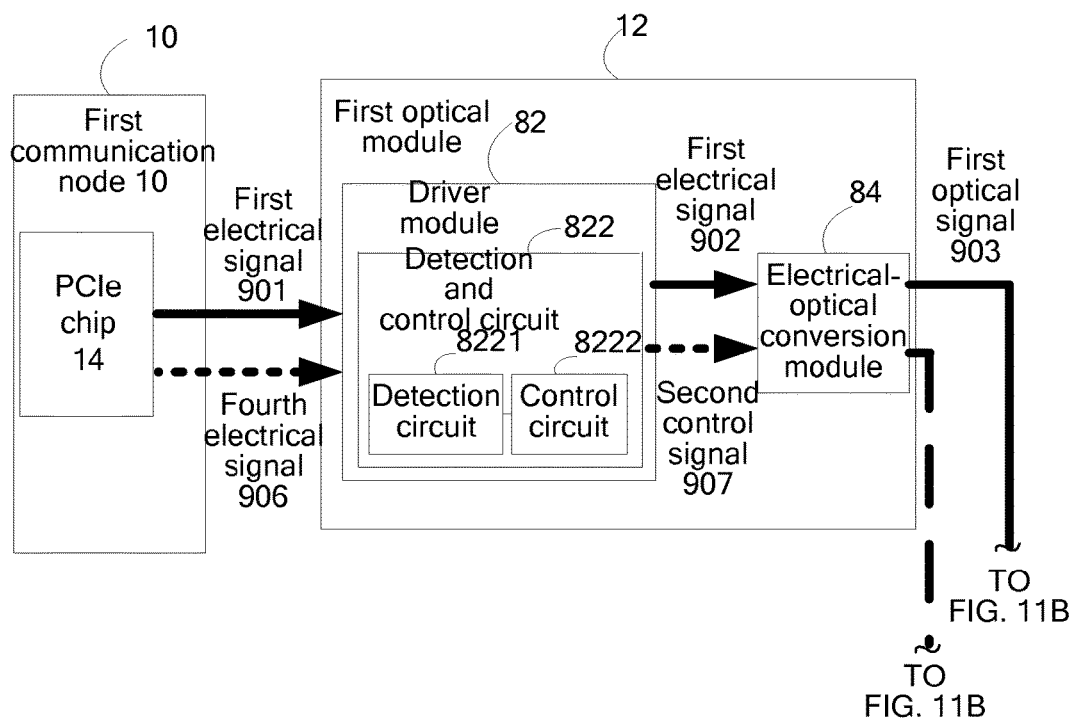 10
12
First
communication
node 10
First optical
module
82
First
electrical
signal
901
Driver
module
822
First
electrical
signal
902
84
First
optical
signal
903
PCIe
chip
14
Detection
and
control circuit
8221
8222
Electrical-
optical
conversion
module
Detection
circuit
Control
circuit
Fourth
electrical
signal
906
Second
control
signal
907
TO
FIG. 11B
TO
FIG. 11B